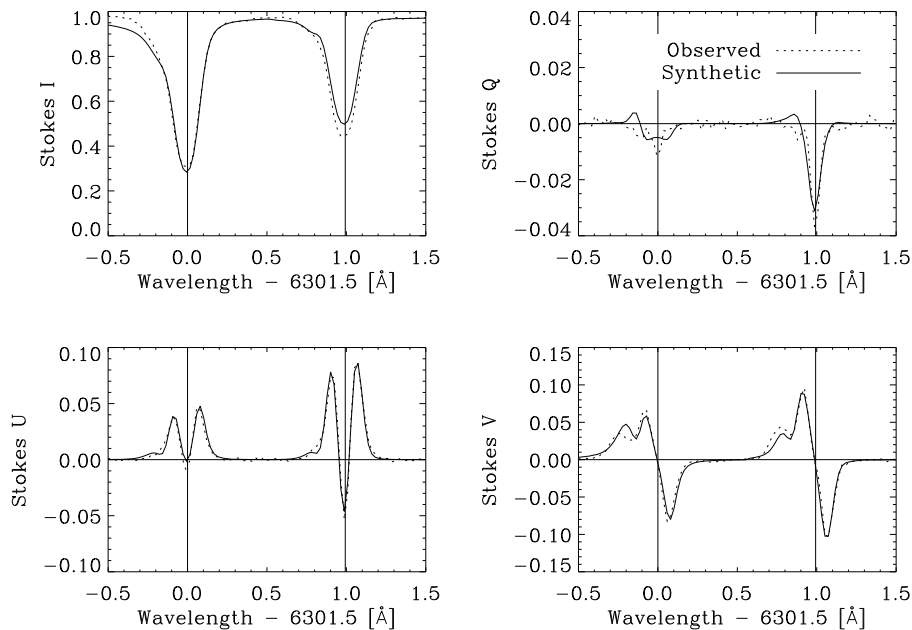 1.0
0.8
0.6
0.4
0.2
0.0
Stokes I
−0.5 0.0 0.5 1.0 1.5
Wavelength − 6301.5 [Å]
0.04
0.02
0.00
−0.02
−0.04
Stokes Q
Observed
Synthetic
−0.5 0.0 0.5 1.0 1.5
Wavelength − 6301.5 [Å]
0.10
0.05
0.00
−0.05
−0.10
Stokes U
−0.5 0.0 0.5 1.0 1.5
Wavelength − 6301.5 [Å]
0.15
0.10
0.05
0.00
−0.05
−0.10
−0.15
Stokes V
−0.5 0.0 0.5 1.0 1.5
Wavelength − 6301.5 [Å]